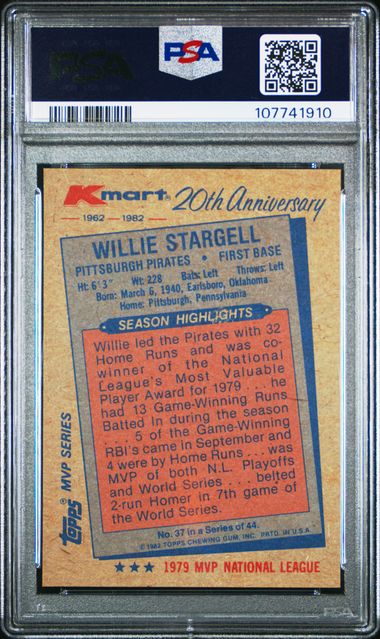 PSA
PSA
107741910
Kmart® 20th Anniversary
1962 — 1982
WILLIE STARGELL
PITTSBURGH PIRATES • FIRST BASE
Ht: 6'3" Wt: 228 Bats: Left Throws: Left
Born: March 6, 1940, Earlsboro, Oklahoma
Home: Pittsburgh, Pennsylvania
SEASON HIGHLIGHTS
Willie led the Pirates with 32
Home Runs and was co-
winner of the National
League's Most Valuable
Player Award for 1979 . . . he
had 13 Game-Winning Runs
Batted In during the season
. . . 5 of the Game-Winning
RBI's came in September and
4 were by Home Runs . . . was
MVP of both N.L. Playoffs
and World Series . . . belted
2-run Homer in 7th game of
the World Series.
No. 37 in a Series of 44.
©1982 TOPPS CHEWING GUM, INC. PRTD. IN U.S.A.
Topps® MVP SERIES
★★★ 1979 MVP NATIONAL LEAGUE
PSA